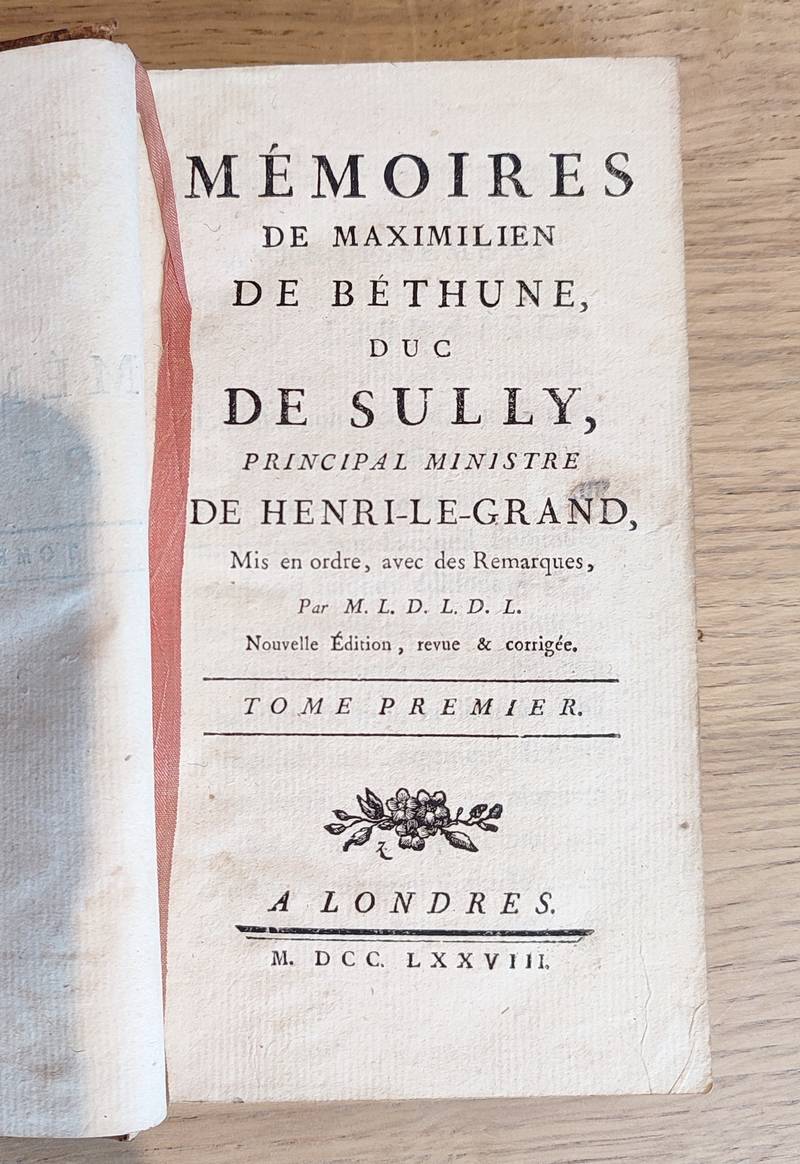 MÉMOIRES
DE MAXIMILIEN
DE BÉTHUNE,
DUC
DE SULLY,
PRINCIPAL MINISTRE
DE HENRI-LE-GRAND,
Mis en ordre, avec des Remarques,
Par M. L. D. L. D. L.
Nouvelle Édition, revue & corrigée.
TOME PREMIER.
A LONDRES.
M. DCC. LXXVIII.